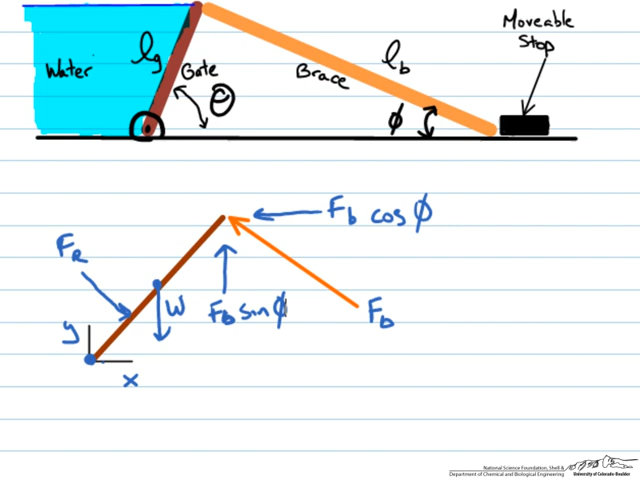 Moveable
Stop
Water
lg
Gate
θ
Brace
lb
ϕ
Fb cos ϕ
FR
W
Fb sin ϕ
Fb
y
x
National Science Foundation, Shell &
Department of Chemical and Biological Engineering
University of Colorado-Boulder